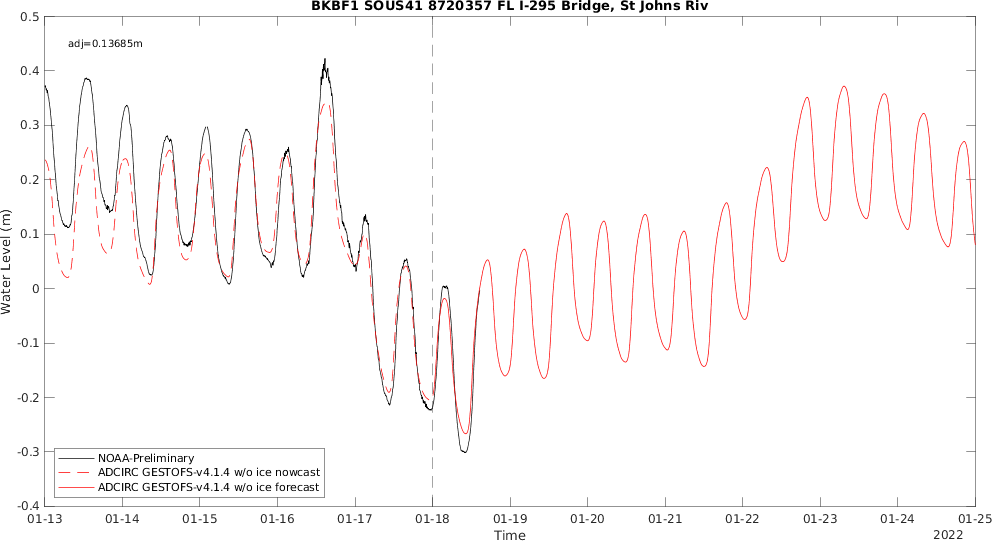 BKBF1 SOUS41 8720357 FL I-295 Bridge, St Johns Riv
adj=0.13685m
Water Level (m)
0.5
0.4
0.3
0.2
0.1
0
-0.1
-0.2
-0.3
-0.4
NOAA-Preliminary
ADCIRC GESTOFS-v4.1.4 w/o ice nowcast
ADCIRC GESTOFS-v4.1.4 w/o ice forecast
01-13 01-14 01-15 01-16 01-17 01-18 01-19 01-20 01-21 01-22 01-23 01-24 01-25
Time
2022